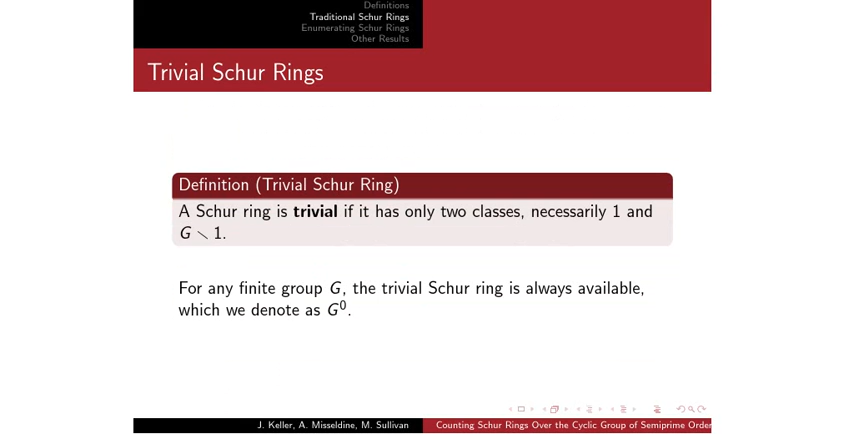 Definitions
Traditional Schur Rings
Enumerating Schur Rings
Other Results
Trivial Schur Rings
Definition (Trivial Schur Ring)
A Schur ring is trivial if it has only two classes, necessarily 1 and
G ∖ 1.
For any finite group G, the trivial Schur ring is always available,
which we denote as G⁰.
J. Keller, A. Misseldine, M. Sullivan
Counting Schur Rings Over the Cyclic Group of Semiprime Order